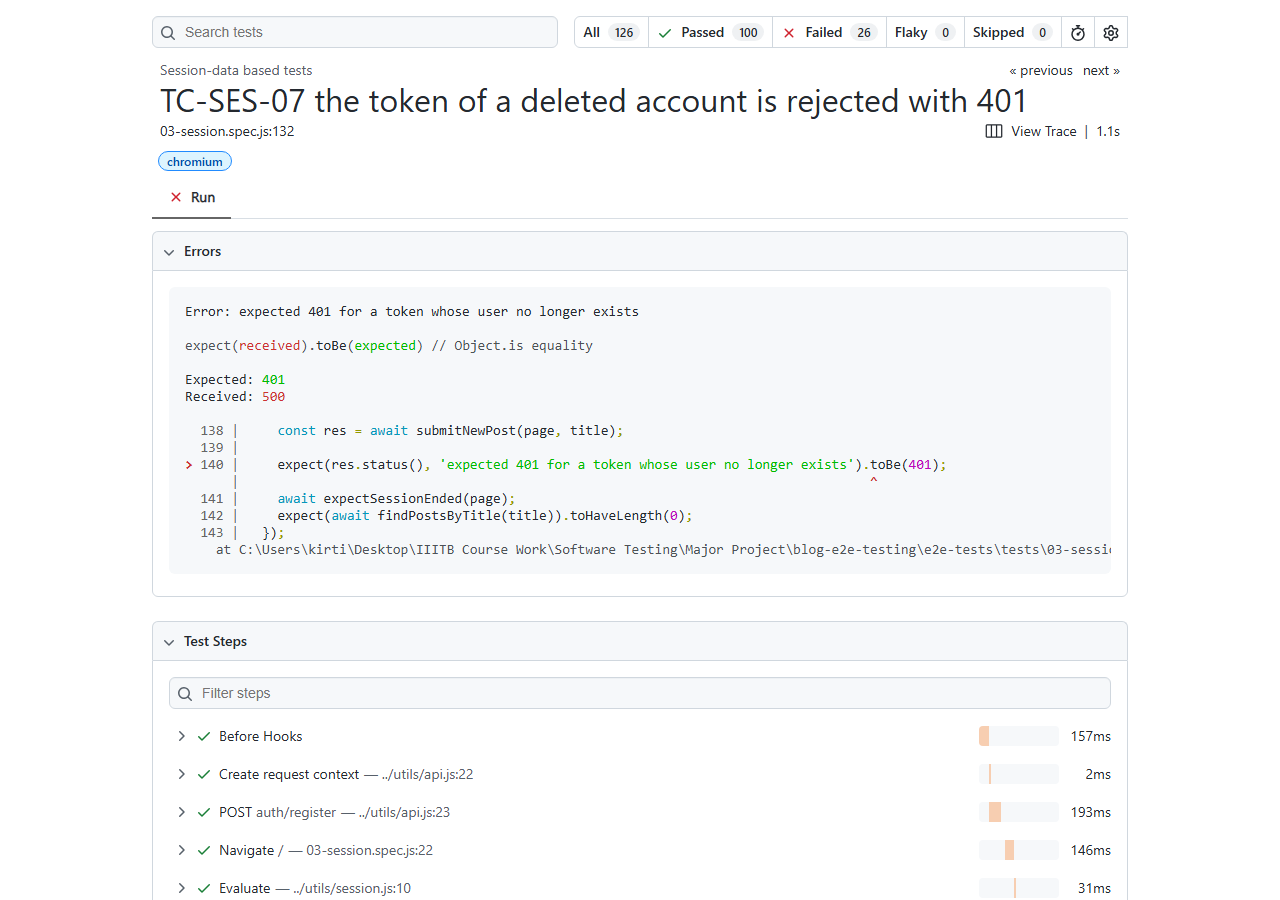 Search tests
All 126 Passed 100 Failed 26 Flaky 0 Skipped 0
Session-data based tests
« previous next »
TC-SES-07 the token of a deleted account is rejected with 401
03-session.spec.js:132
View Trace | 1.1s
chromium
Run
Errors
Error: expected 401 for a token whose user no longer exists
expect(received).toBe(expected) // Object.is equality
Expected: 401
Received: 500
138 | const res = await submitNewPost(page, title);
139 |
> 140 | expect(res.status(), 'expected 401 for a token whose user no longer exists').toBe(401);
| ^
141 | await expectSessionEnded(page);
142 | expect(await findPostsByTitle(title)).toHaveLength(0);
143 | });
at C:\Users\kirti\Desktop\IIITB Course Work\Software Testing\Major Project\blog-e2e-testing\e2e-tests\tests\03-sessi
Test Steps
Filter steps
Before Hooks 157ms
Create request context — ../utils/api.js:22 2ms
POST auth/register — ../utils/api.js:23 193ms
Navigate / — 03-session.spec.js:22 146ms
Evaluate — ../utils/session.js:10 31ms